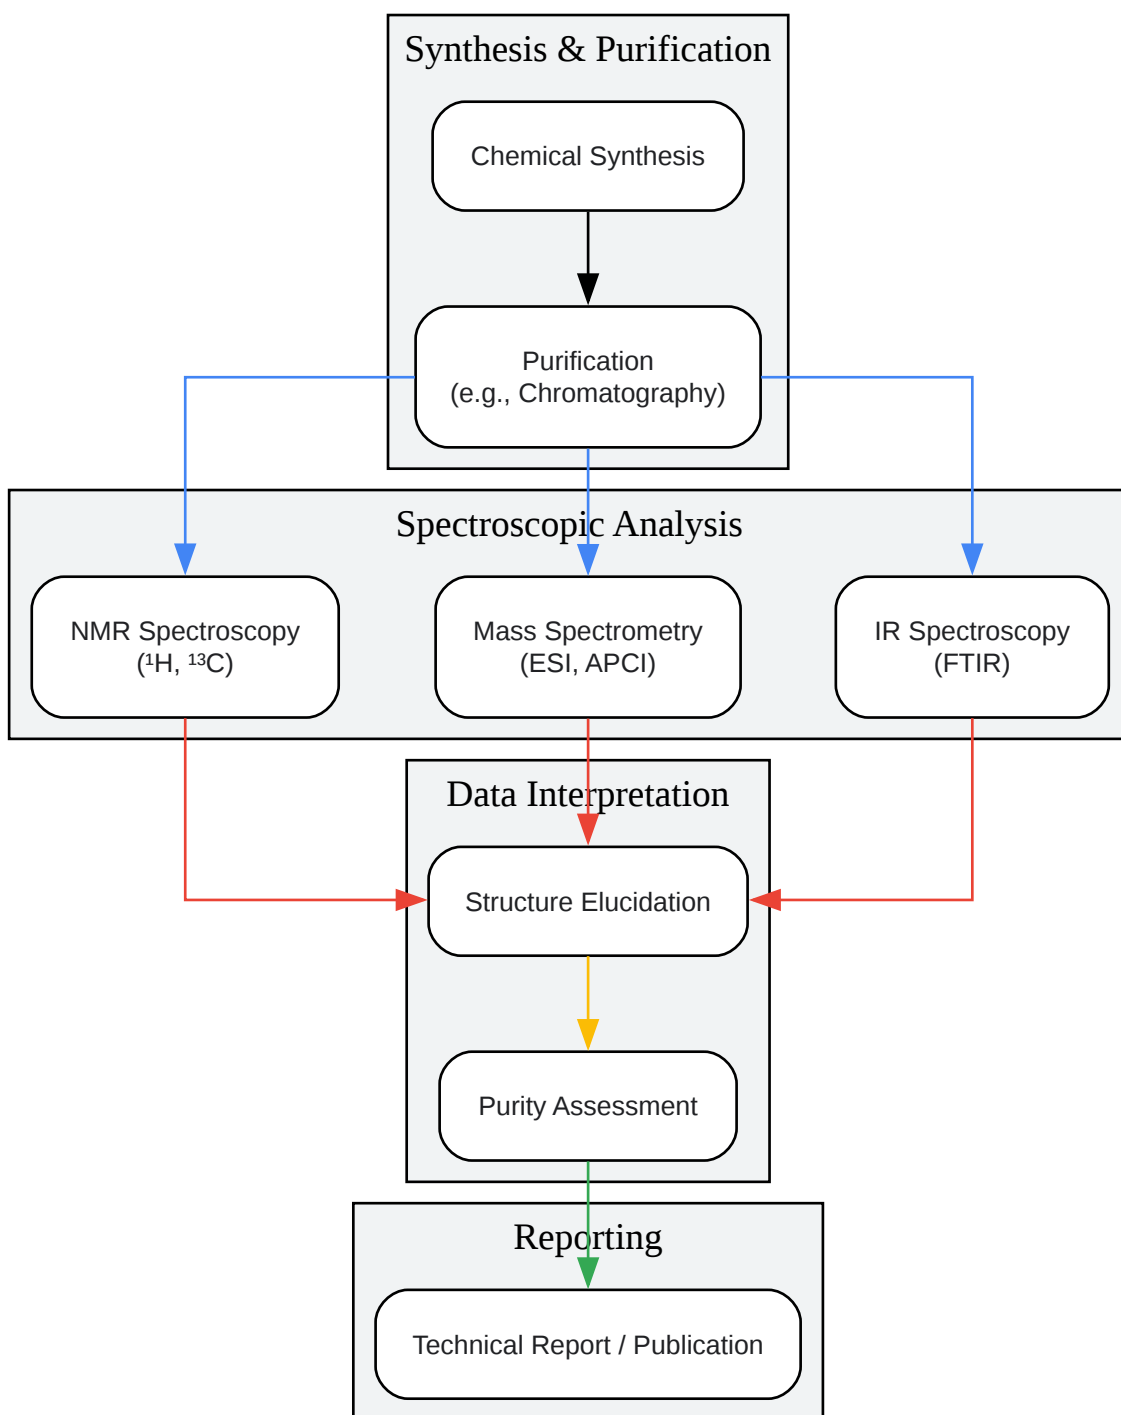 Synthesis & Purification
Chemical Synthesis
Purification
(e.g., Chromatography)
Spectroscopic Analysis
NMR Spectroscopy
(¹H, ¹³C)
Mass Spectrometry
(ESI, APCI)
IR Spectroscopy
(FTIR)
Data Interpretation
Structure Elucidation
Purity Assessment
Reporting
Technical Report / Publication